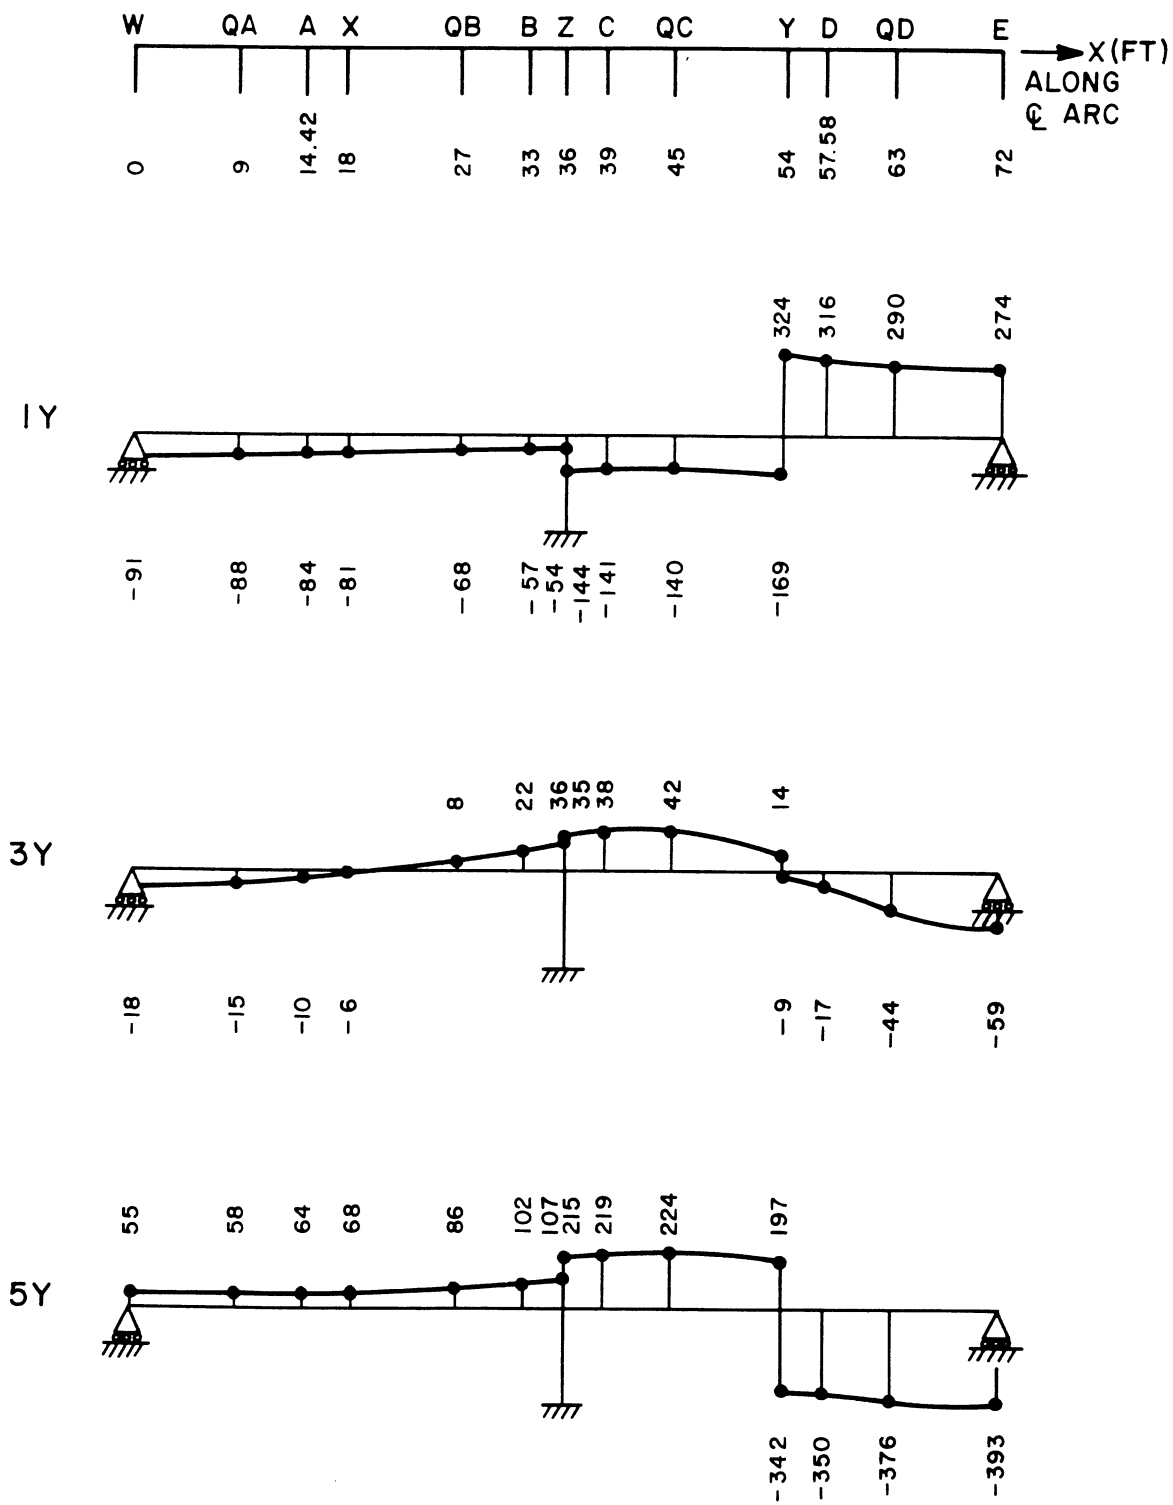 W QA A X QB B Z C QC Y D QD E
X(FT)
ALONG
℄ ARC
0 9 14.42 18 27 33 36 39 45 54 57.58 63 72
324 316 290 274
1Y
-91 -88 -84 -81 -68 -57 -54 -144 -141 -140 -169
8 22 36 35 38 42 14
3Y
-18 -15 -10 -6 -9 -17 -44 -59
55 58 64 68 86 102 107 215 219 224 197
5Y
-342 -350 -376 -393